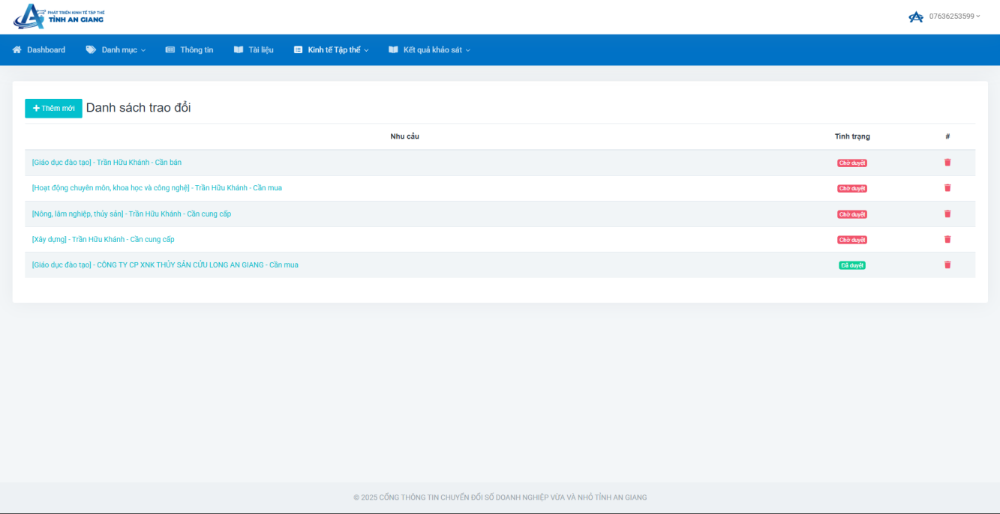 PHÁT TRIỂN KINH TẾ TẬP THỂ
TỈNH AN GIANG
07636253599
Dashboard
Danh mục
Thông tin
Tài liệu
Kinh tế Tập thể
Kết quả khảo sát
+ Thêm mới
Danh sách trao đổi
Nhu cầu
Tình trạng
#
[Giáo dục đào tạo] - Trần Hữu Khánh - Cần bán
Chờ duyệt
[Hoạt động chuyên môn, khoa học và công nghệ] - Trần Hữu Khánh - Cần mua
Chờ duyệt
[Nông, lâm nghiệp, thủy sản] - Trần Hữu Khánh - Cần cung cấp
Chờ duyệt
[Xây dựng] - Trần Hữu Khánh - Cần cung cấp
Chờ duyệt
[Giáo dục đào tạo] - CÔNG TY CP XNK THỦY SẢN CỬU LONG AN GIANG - Cần mua
Đã duyệt
© 2025 CỔNG THÔNG TIN CHUYỂN ĐỔI SỐ DOANH NGHIỆP VỪA VÀ NHỎ TỈNH AN GIANG